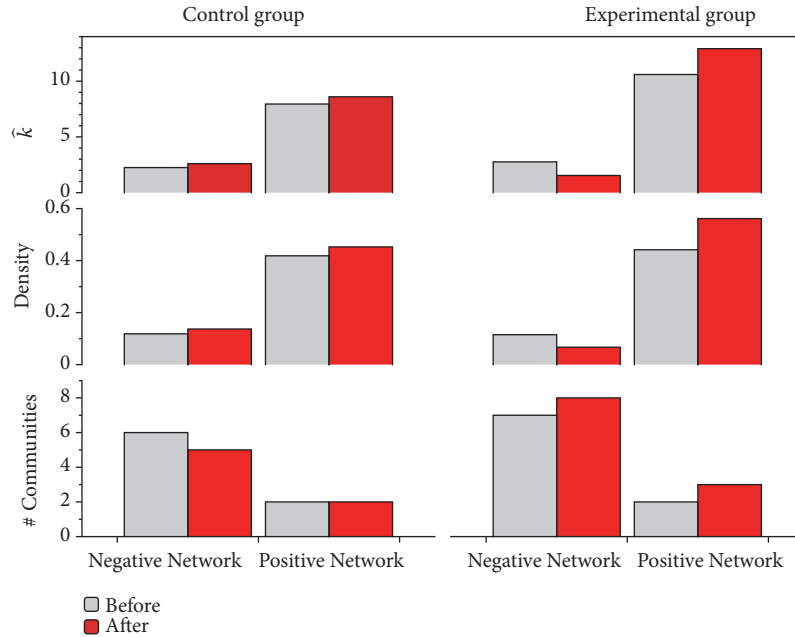 Control group
Experimental group
k̂
10
5
0
Density
0.6
0.4
0.2
0
# Communities
8
6
4
2
0
Negative Network
Positive Network
Negative Network
Positive Network
Before
After